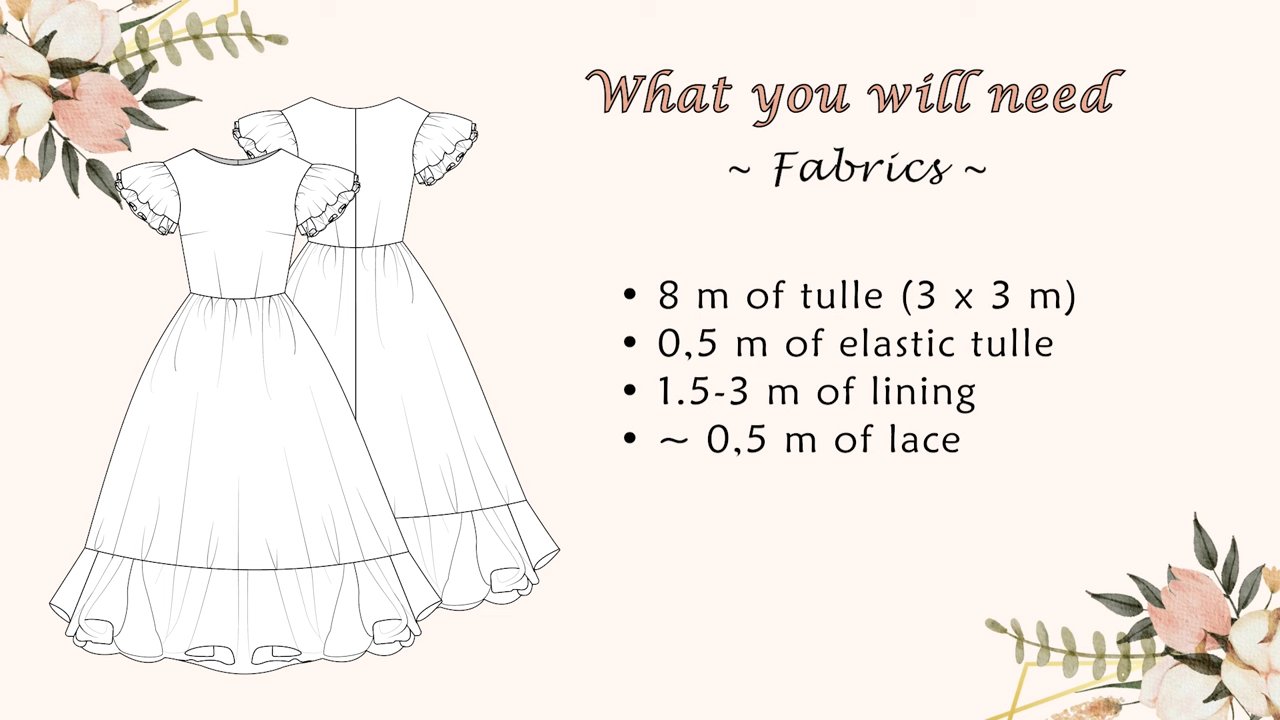 What you will need
~ Fabrics ~
• 8 m of tulle (3 x 3 m)
• 0,5 m of elastic tulle
• 1.5-3 m of lining
• ~ 0,5 m of lace